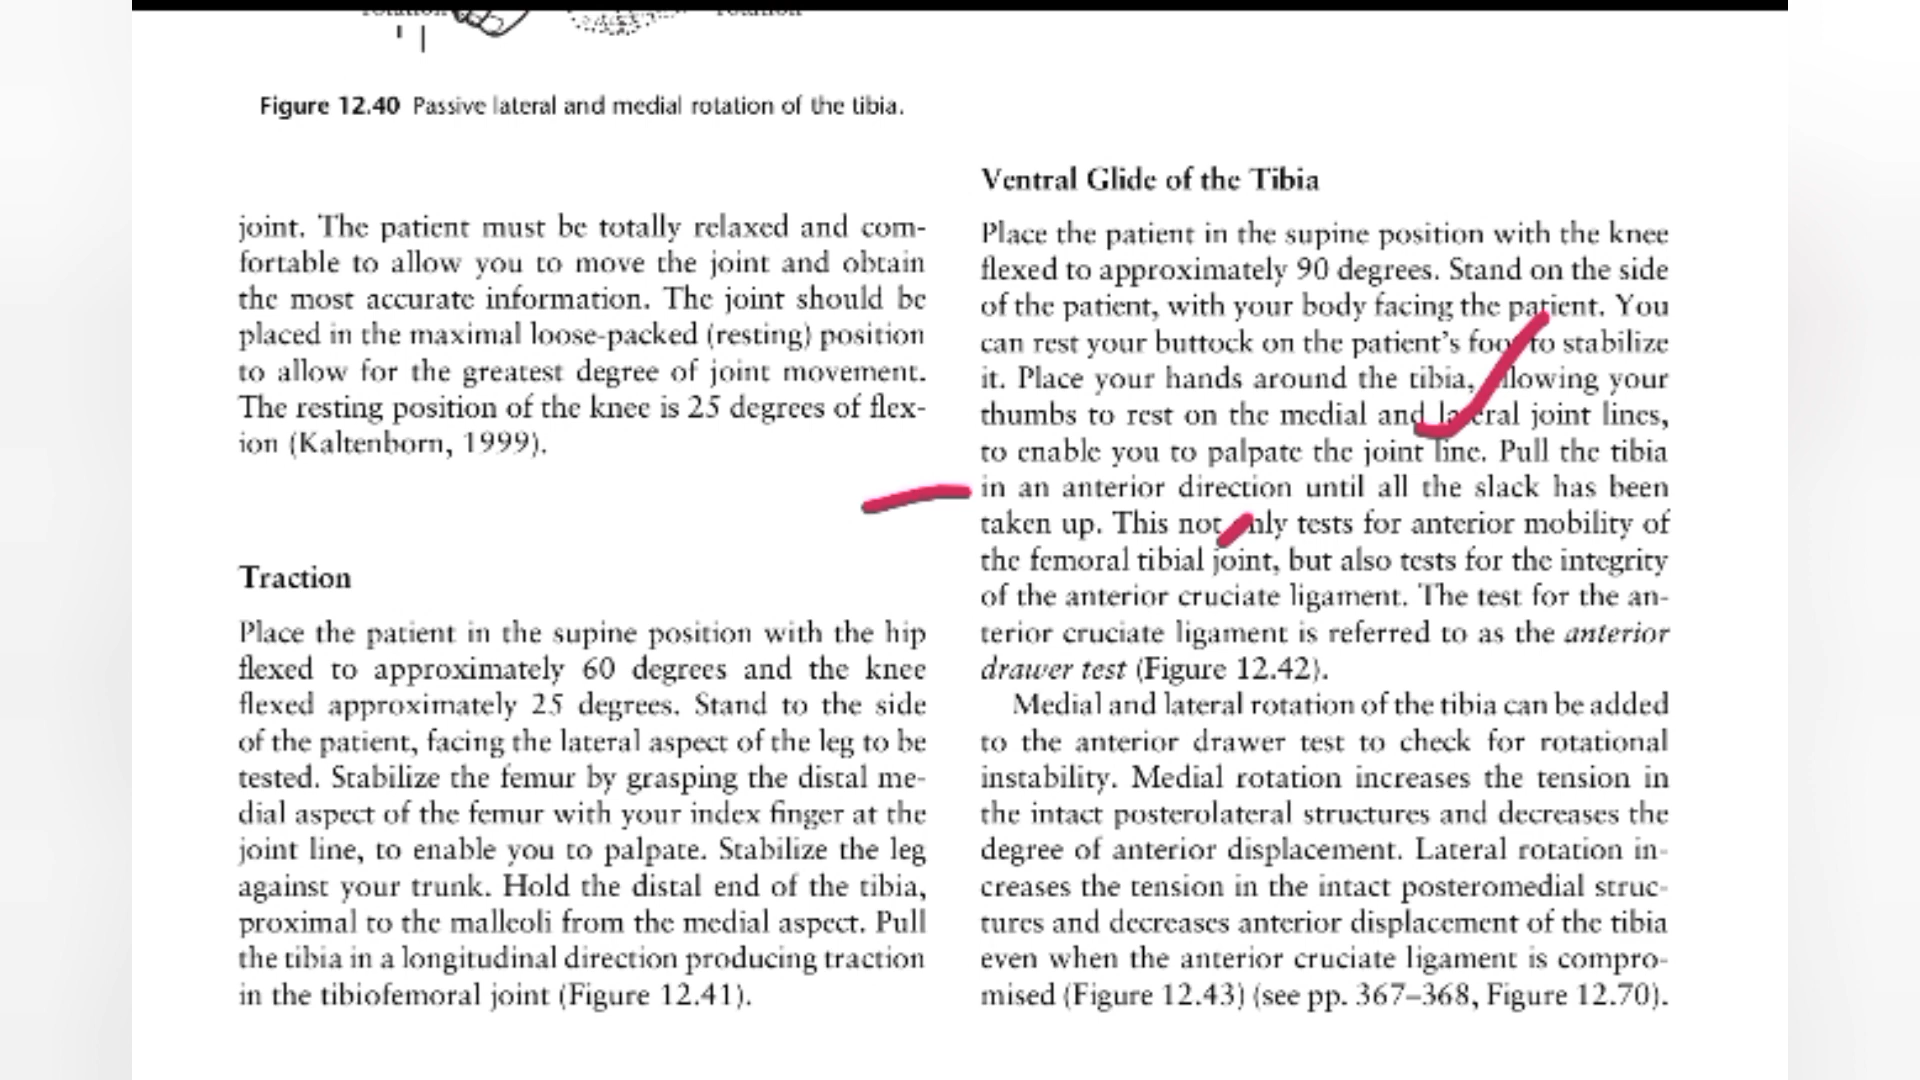 Figure 12.40 Passive lateral and medial rotation of the tibia.
joint. The patient must be totally relaxed and com-
fortable to allow you to move the joint and obtain
the most accurate information. The joint should be
placed in the maximal loose-packed (resting) position
to allow for the greatest degree of joint movement.
The resting position of the knee is 25 degrees of flex-
ion (Kaltenborn, 1999).
Traction
Place the patient in the supine position with the hip
flexed to approximately 60 degrees and the knee
flexed approximately 25 degrees. Stand to the side
of the patient, facing the lateral aspect of the leg to be
tested. Stabilize the femur by grasping the distal me-
dial aspect of the femur with your index finger at the
joint line, to enable you to palpate. Stabilize the leg
against your trunk. Hold the distal end of the tibia,
proximal to the malleoli from the medial aspect. Pull
the tibia in a longitudinal direction producing traction
in the tibiofemoral joint (Figure 12.41).
Ventral Glide of the Tibia
Place the patient in the supine position with the knee
flexed to approximately 90 degrees. Stand on the side
of the patient, with your body facing the patient. You
can rest your buttock on the patient's foot to stabilize
it. Place your hands around the tibia, allowing your
thumbs to rest on the medial and lateral joint lines,
to enable you to palpate the joint line. Pull the tibia
in an anterior direction until all the slack has been
taken up. This not only tests for anterior mobility of
the femoral tibial joint, but also tests for the integrity
of the anterior cruciate ligament. The test for the an-
terior cruciate ligament is referred to as the anterior
drawer test (Figure 12.42).
Medial and lateral rotation of the tibia can be added
to the anterior drawer test to check for rotational
instability. Medial rotation increases the tension in
the intact posterolateral structures and decreases the
degree of anterior displacement. Lateral rotation in-
creases the tension in the intact posteromedial struc-
tures and decreases anterior displacement of the tibia
even when the anterior cruciate ligament is compro-
mised (Figure 12.43) (see pp. 367–368, Figure 12.70).